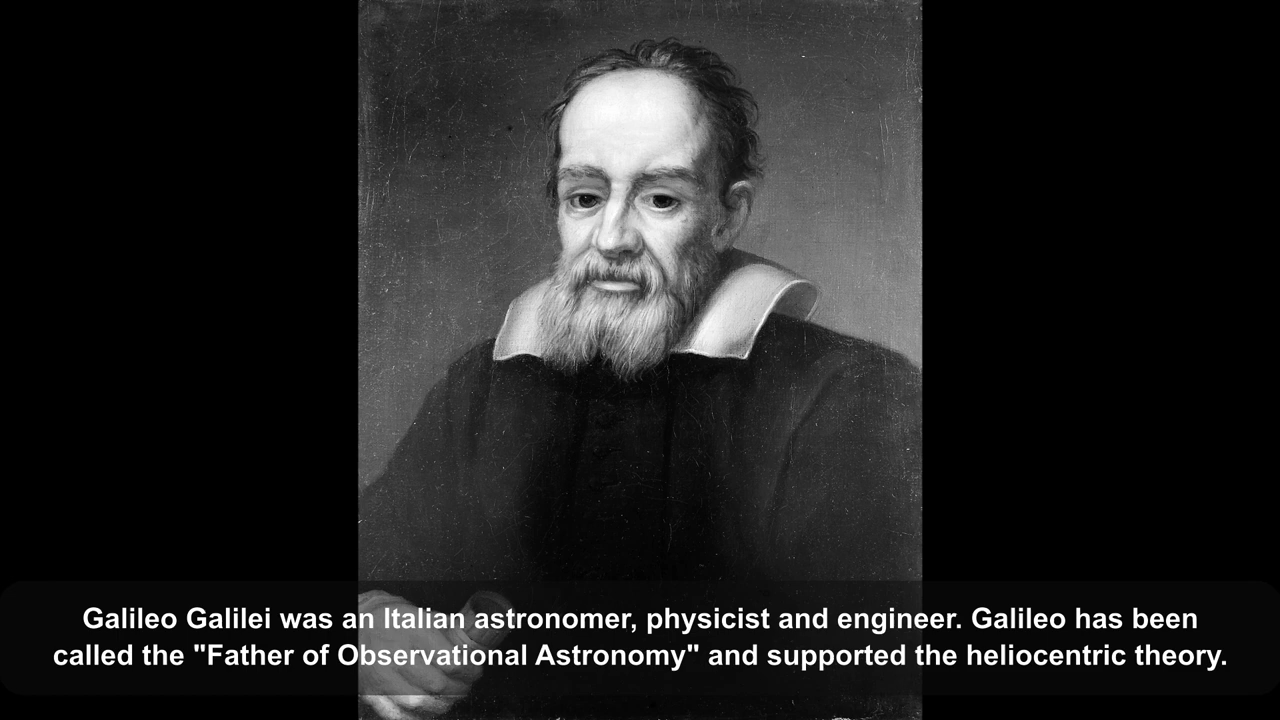 Galileo Galilei was an Italian astronomer, physicist and engineer. Galileo has been
called the "Father of Observational Astronomy" and supported the heliocentric theory.